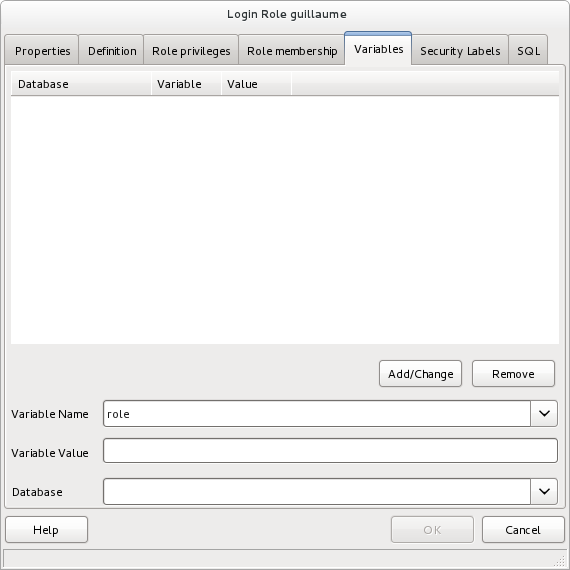 Login Role guillaume
Properties Definition Role privileges Role membership Variables Security Labels SQL
Database Variable Value
Add/Change Remove
Variable Name role
Variable Value
Database
Help OK Cancel